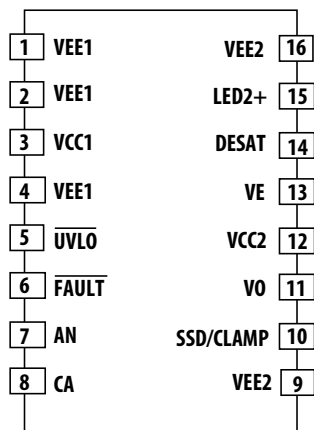 1 VEE1 VEE2 16
2 VEE1 LED2+ 15
3 VCC1 DESAT 14
4 VEE1 VE 13
5 UVLO VCC2 12
6 FAULT VO 11
7 AN SSD/CLAMP 10
8 CA VEE2 9